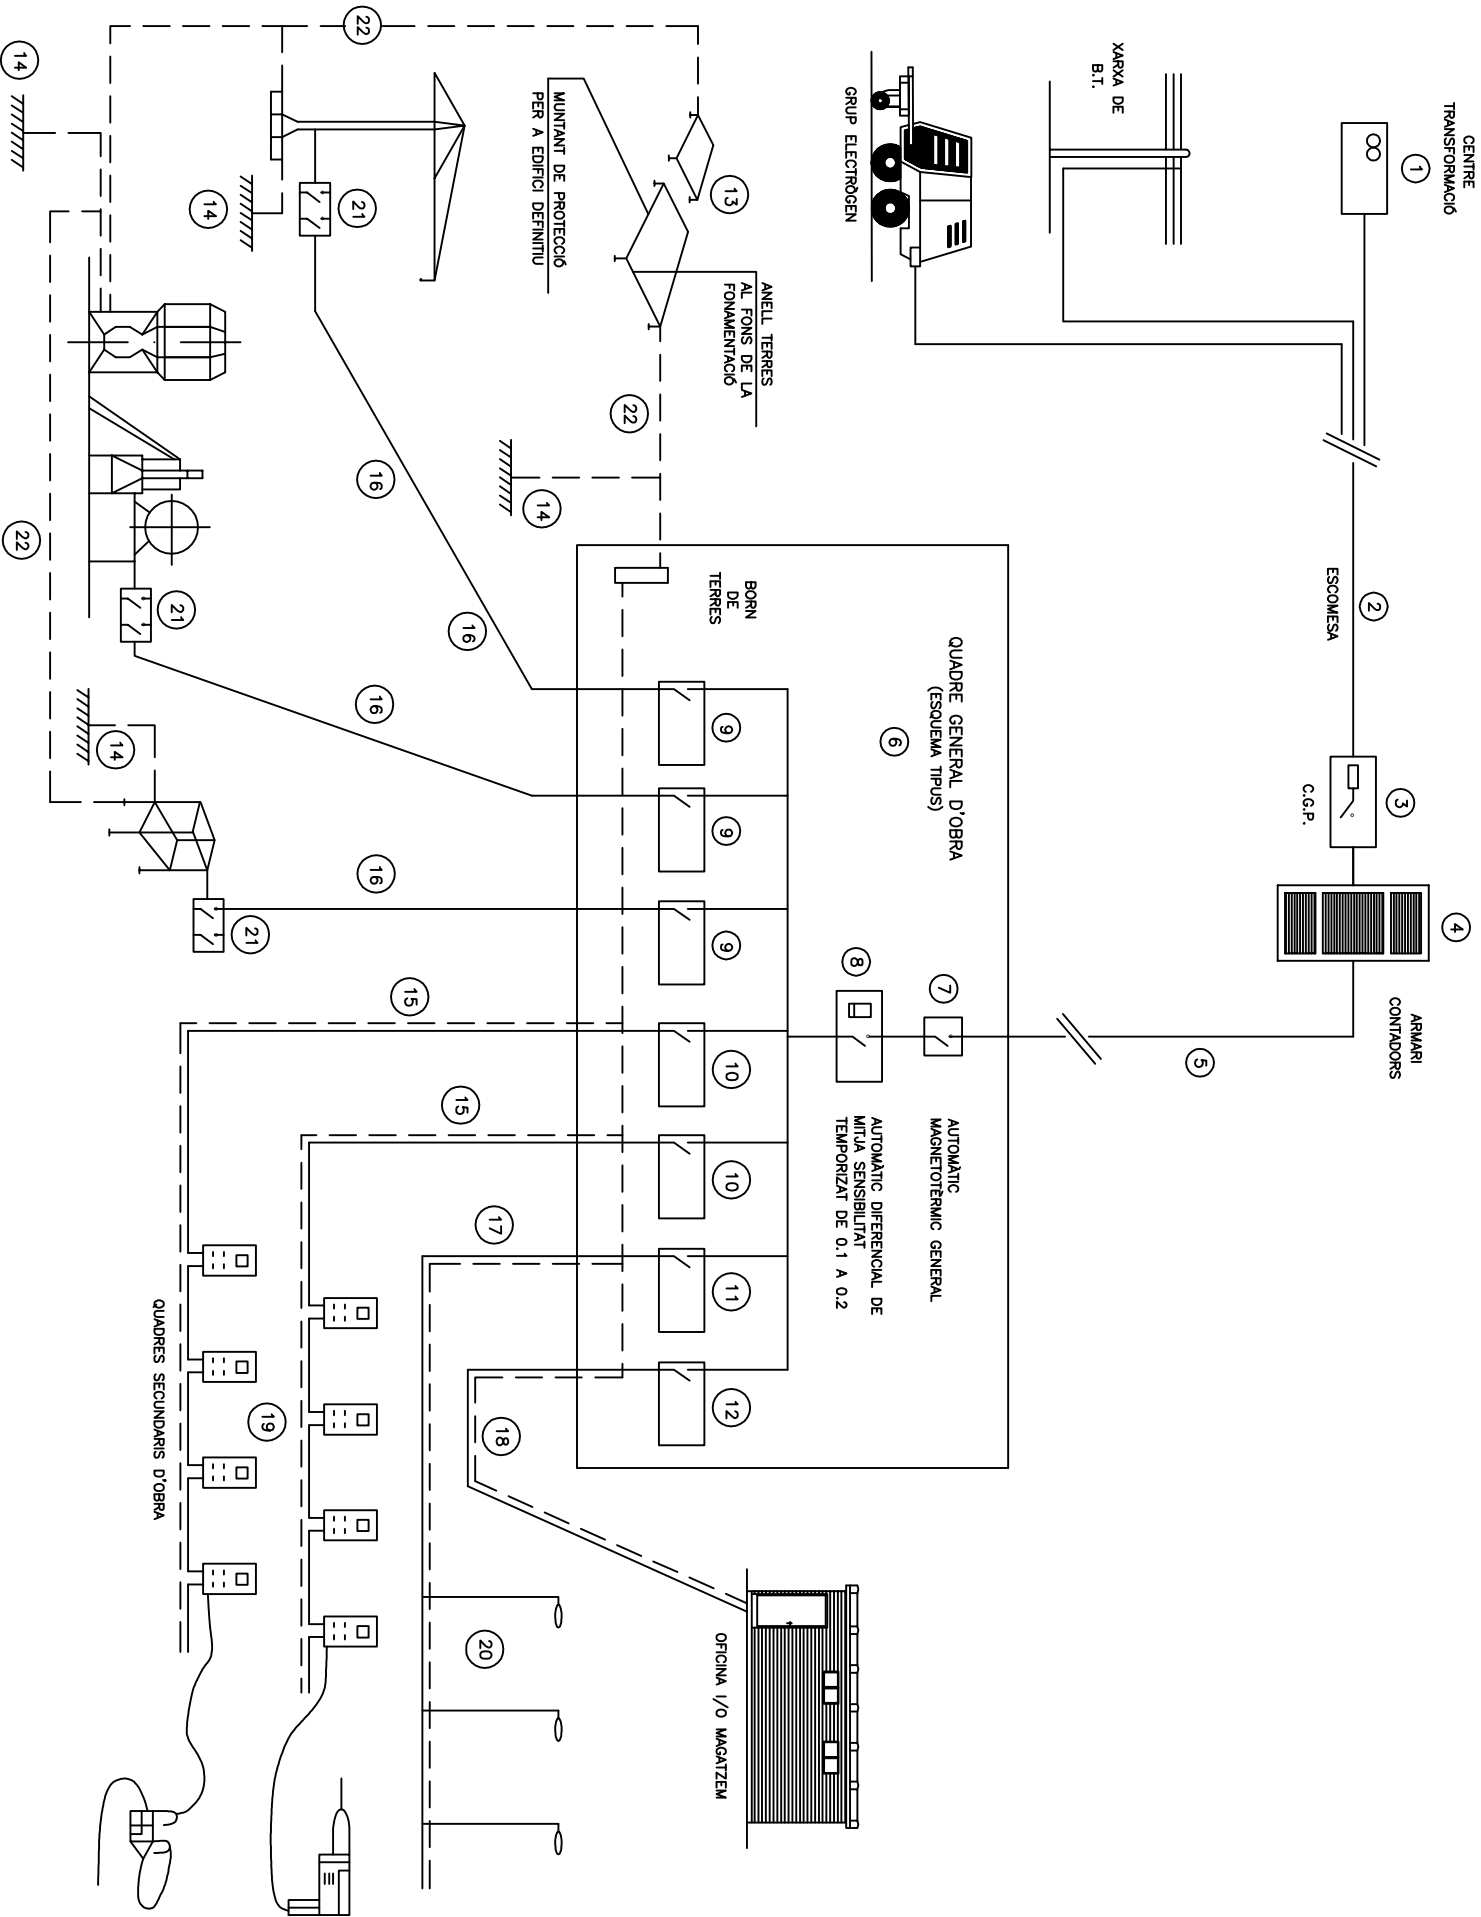 CENTRE
TRANSFORMACIÓ
1
XARXA DE
B.T.
GRUP ELECTRÒGEN
2
ESCOMESA
3
C.G.P.
4
ARMARI
CONTADORS
5
QUADRE GENERAL D'OBRA
(ESQUEMA TIPUS)
6
7
AUTOMÀTIC
MAGNETOTÈRMIC GENERAL
8
AUTOMÀTIC DIFERENCIAL DE
MITJA SENSIBILITAT
TEMPORIZAT DE 0.1 A 0.2
BORN
DE
TERRES
9
9
9
10
10
11
12
13
ANELL TERRES
AL FONS DE LA
FONAMENTACIÓ
MUNTANT DE PROTECCIÓ
PER A EDIFICI DEFINITIU
22
22
22
14
14
14
14
21
21
21
16
16
16
16
15
15
17
18
OFICINA I/O MAGATZEM
20
19
QUADRES SECUNDARIS D'OBRA